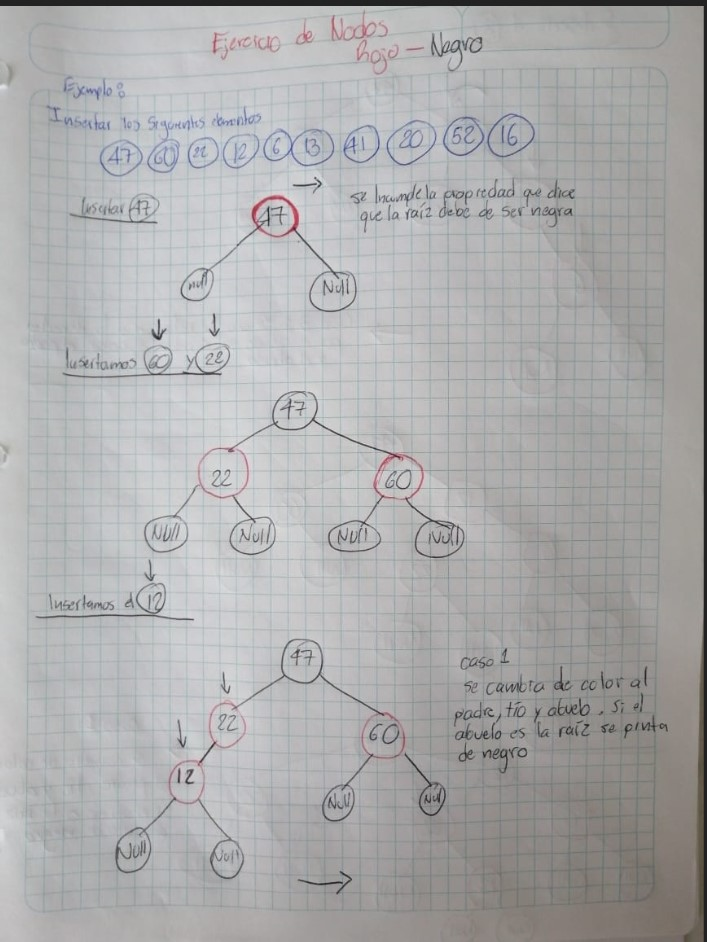 Ejercicio de Nodos
Rojo - Negro
Ejemplo:
Insertar los siguientes elementos
47 60 22 12 6 13 41 20 52 16
Insertar 47
47
se incumple la propiedad que dice
que la raíz debe de ser negra
null Null
Insertamos 60 y 22
47
22 60
Null Null Null Null
Insertamos el 12
47
caso 1
se cambia de color al
padre, tío y abuelo. Si el
abuelo es la raíz se pinta
de negro
22 60
12
Null Null
Null Null